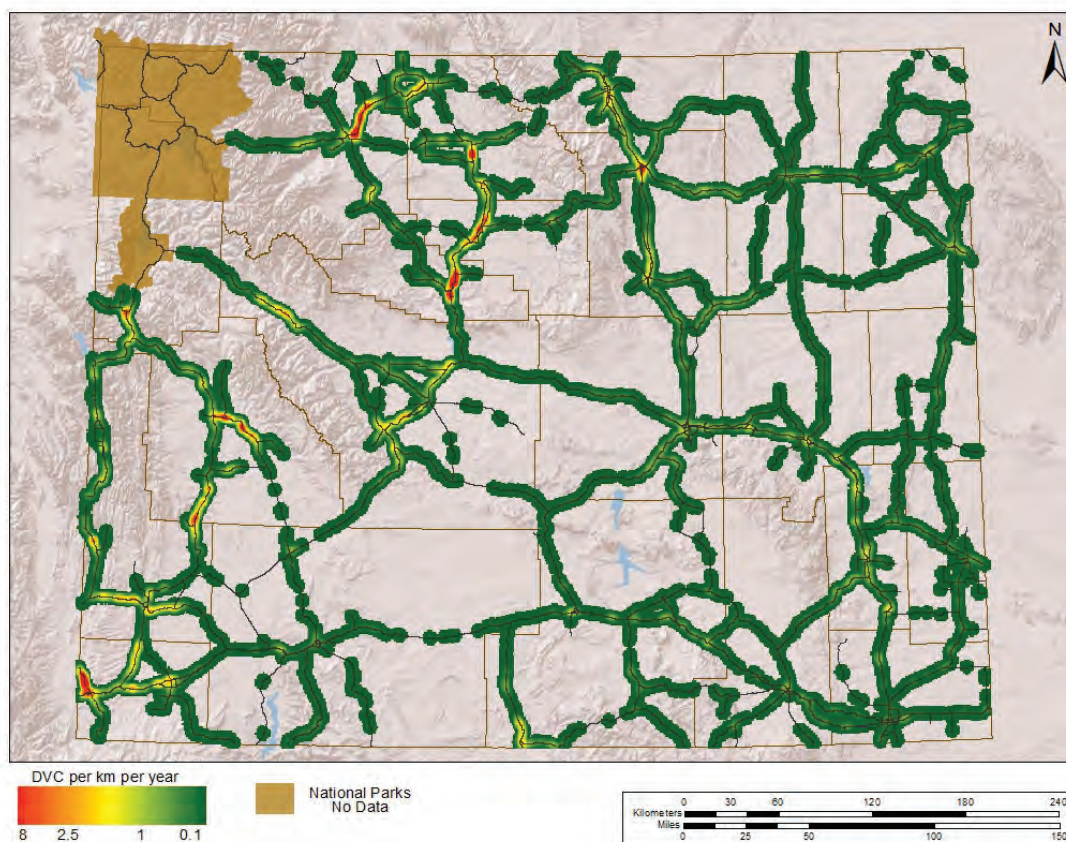 N
DVC per km per year
8 2.5 1 0.1
National Parks
No Data
0 30 60 120 180 240
Kilometers
Miles
0 25 50 100 150